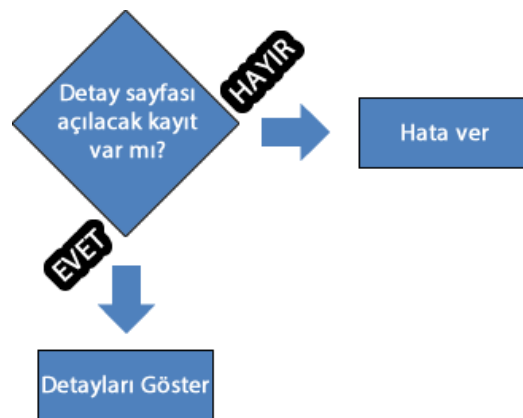 Detay sayfası
açılacak kayıt
var mı?
HAYIR
Hata ver
EVET
Detayları Göster